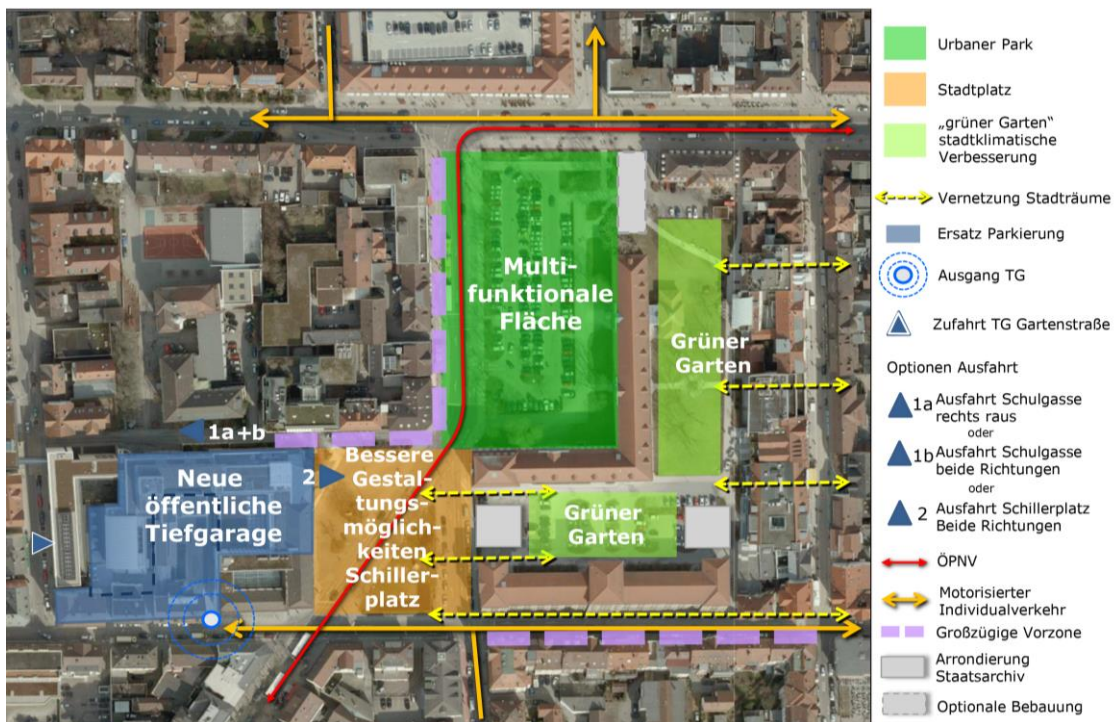 Multi-
funktionale
Fläche
Grüner
Garten
1a+b
2
Bessere
Gestal-
tungs-
möglich-
keiten
Schiller-
platz
Neue
öffentliche
Tiefgarage
Grüner
Garten
Urbaner Park
Stadtplatz
„grüner Garten"
stadtklimatische
Verbesserung
Vernetzung Stadträume
Ersatz Parkierung
Ausgang TG
Zufahrt TG Gartenstraße
Optionen Ausfahrt
1a Ausfahrt Schulgasse
rechts raus
oder
1b Ausfahrt Schulgasse
beide Richtungen
oder
2 Ausfahrt Schillerplatz
Beide Richtungen
ÖPNV
Motorisierter
Individualverkehr
Großzügige Vorzone
Arrondierung
Staatsarchiv
Optionale Bebauung